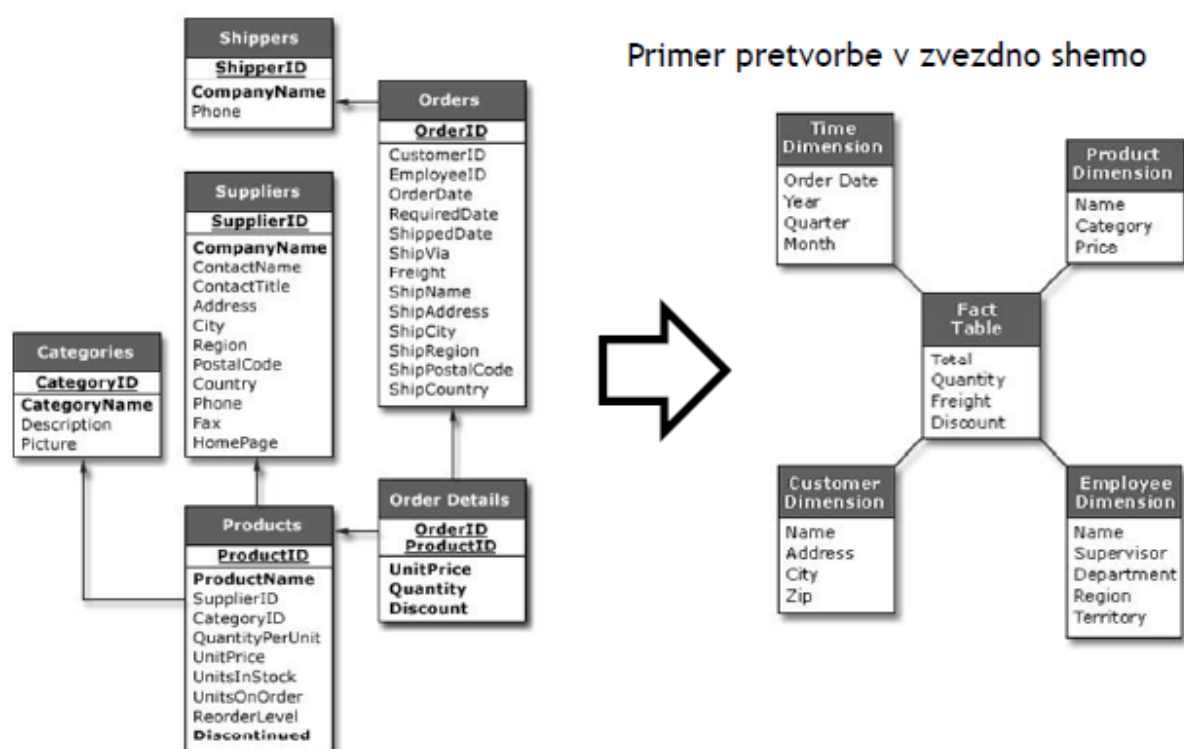 Primer pretvorbe v zvezdno shemo
Shippers
ShipperID
CompanyName
Phone
Orders
OrderID
CustomerID
EmployeeID
OrderDate
RequiredDate
ShippedDate
ShipVia
Freight
ShipName
ShipAddress
ShipCity
ShipRegion
ShipPostalCode
ShipCountry
Suppliers
SupplierID
CompanyName
ContactName
ContactTitle
Address
City
Region
PostalCode
Country
Phone
Fax
HomePage
Categories
CategoryID
CategoryName
Description
Picture
Products
ProductID
ProductName
SupplierID
CategoryID
QuantityPerUnit
UnitPrice
UnitsInStock
UnitsOnOrder
ReorderLevel
Discontinued
Order Details
OrderID
ProductID
UnitPrice
Quantity
Discount
Time
Dimension
Order Date
Year
Quarter
Month
Product
Dimension
Name
Category
Price
Fact
Table
Total
Quantity
Freight
Discount
Customer
Dimension
Name
Address
City
Zip
Employee
Dimension
Name
Supervisor
Department
Region
Territory